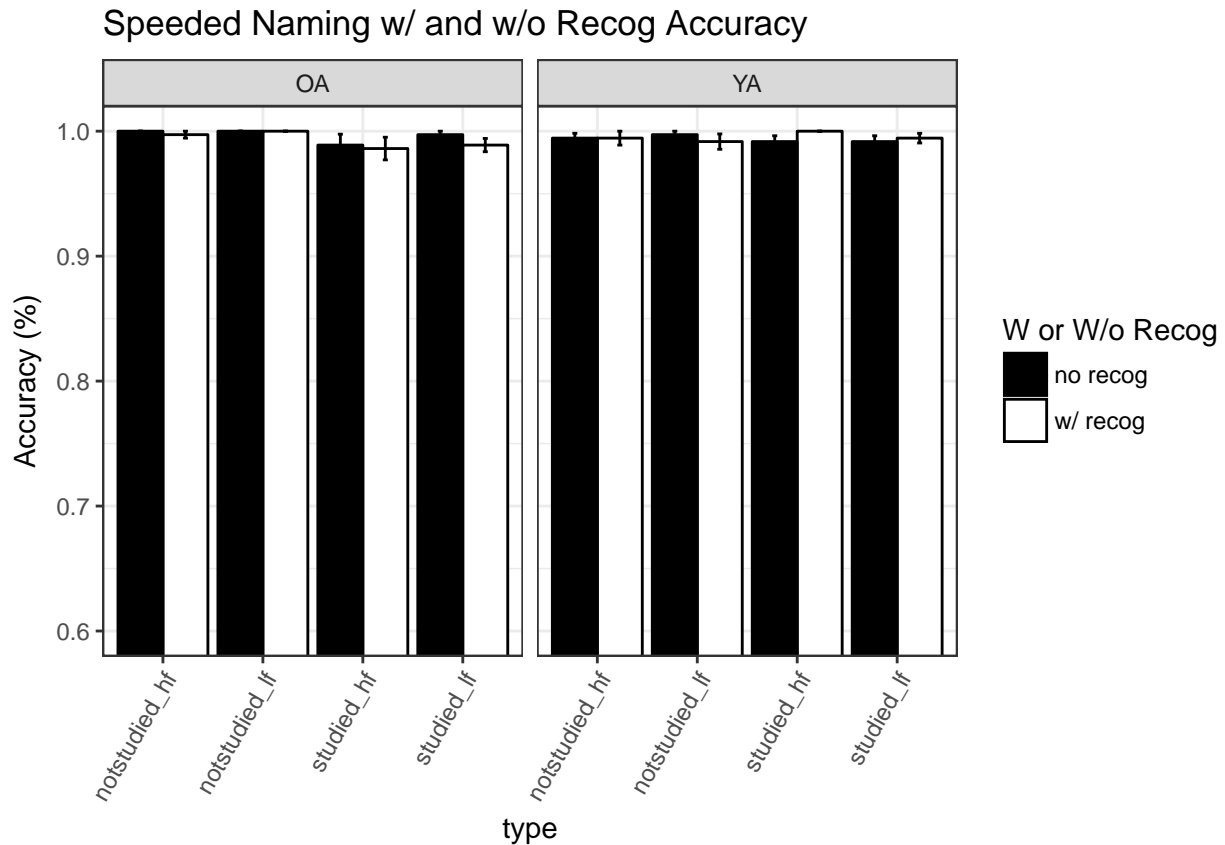 Speeded Naming w/ and w/o Recog Accuracy
OA
YA
Accuracy (%)
1.0
0.9
0.8
0.7
0.6
notstudied_hf
notstudied_lf
studied_hf
studied_lf
notstudied_hf
notstudied_lf
studied_hf
studied_lf
type
W or W/o Recog
no recog
w/ recog